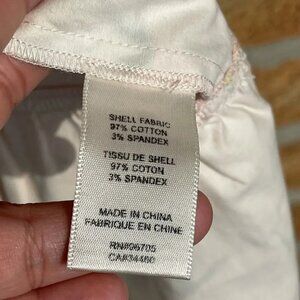 SHELL FABRIC
97% COTTON
3% SPANDEX
TISSU DE SHELL
97% COTON
3% SPANDEX
MADE IN CHINA
FABRIQUE EN CHINE
RN#96705
CA#34460